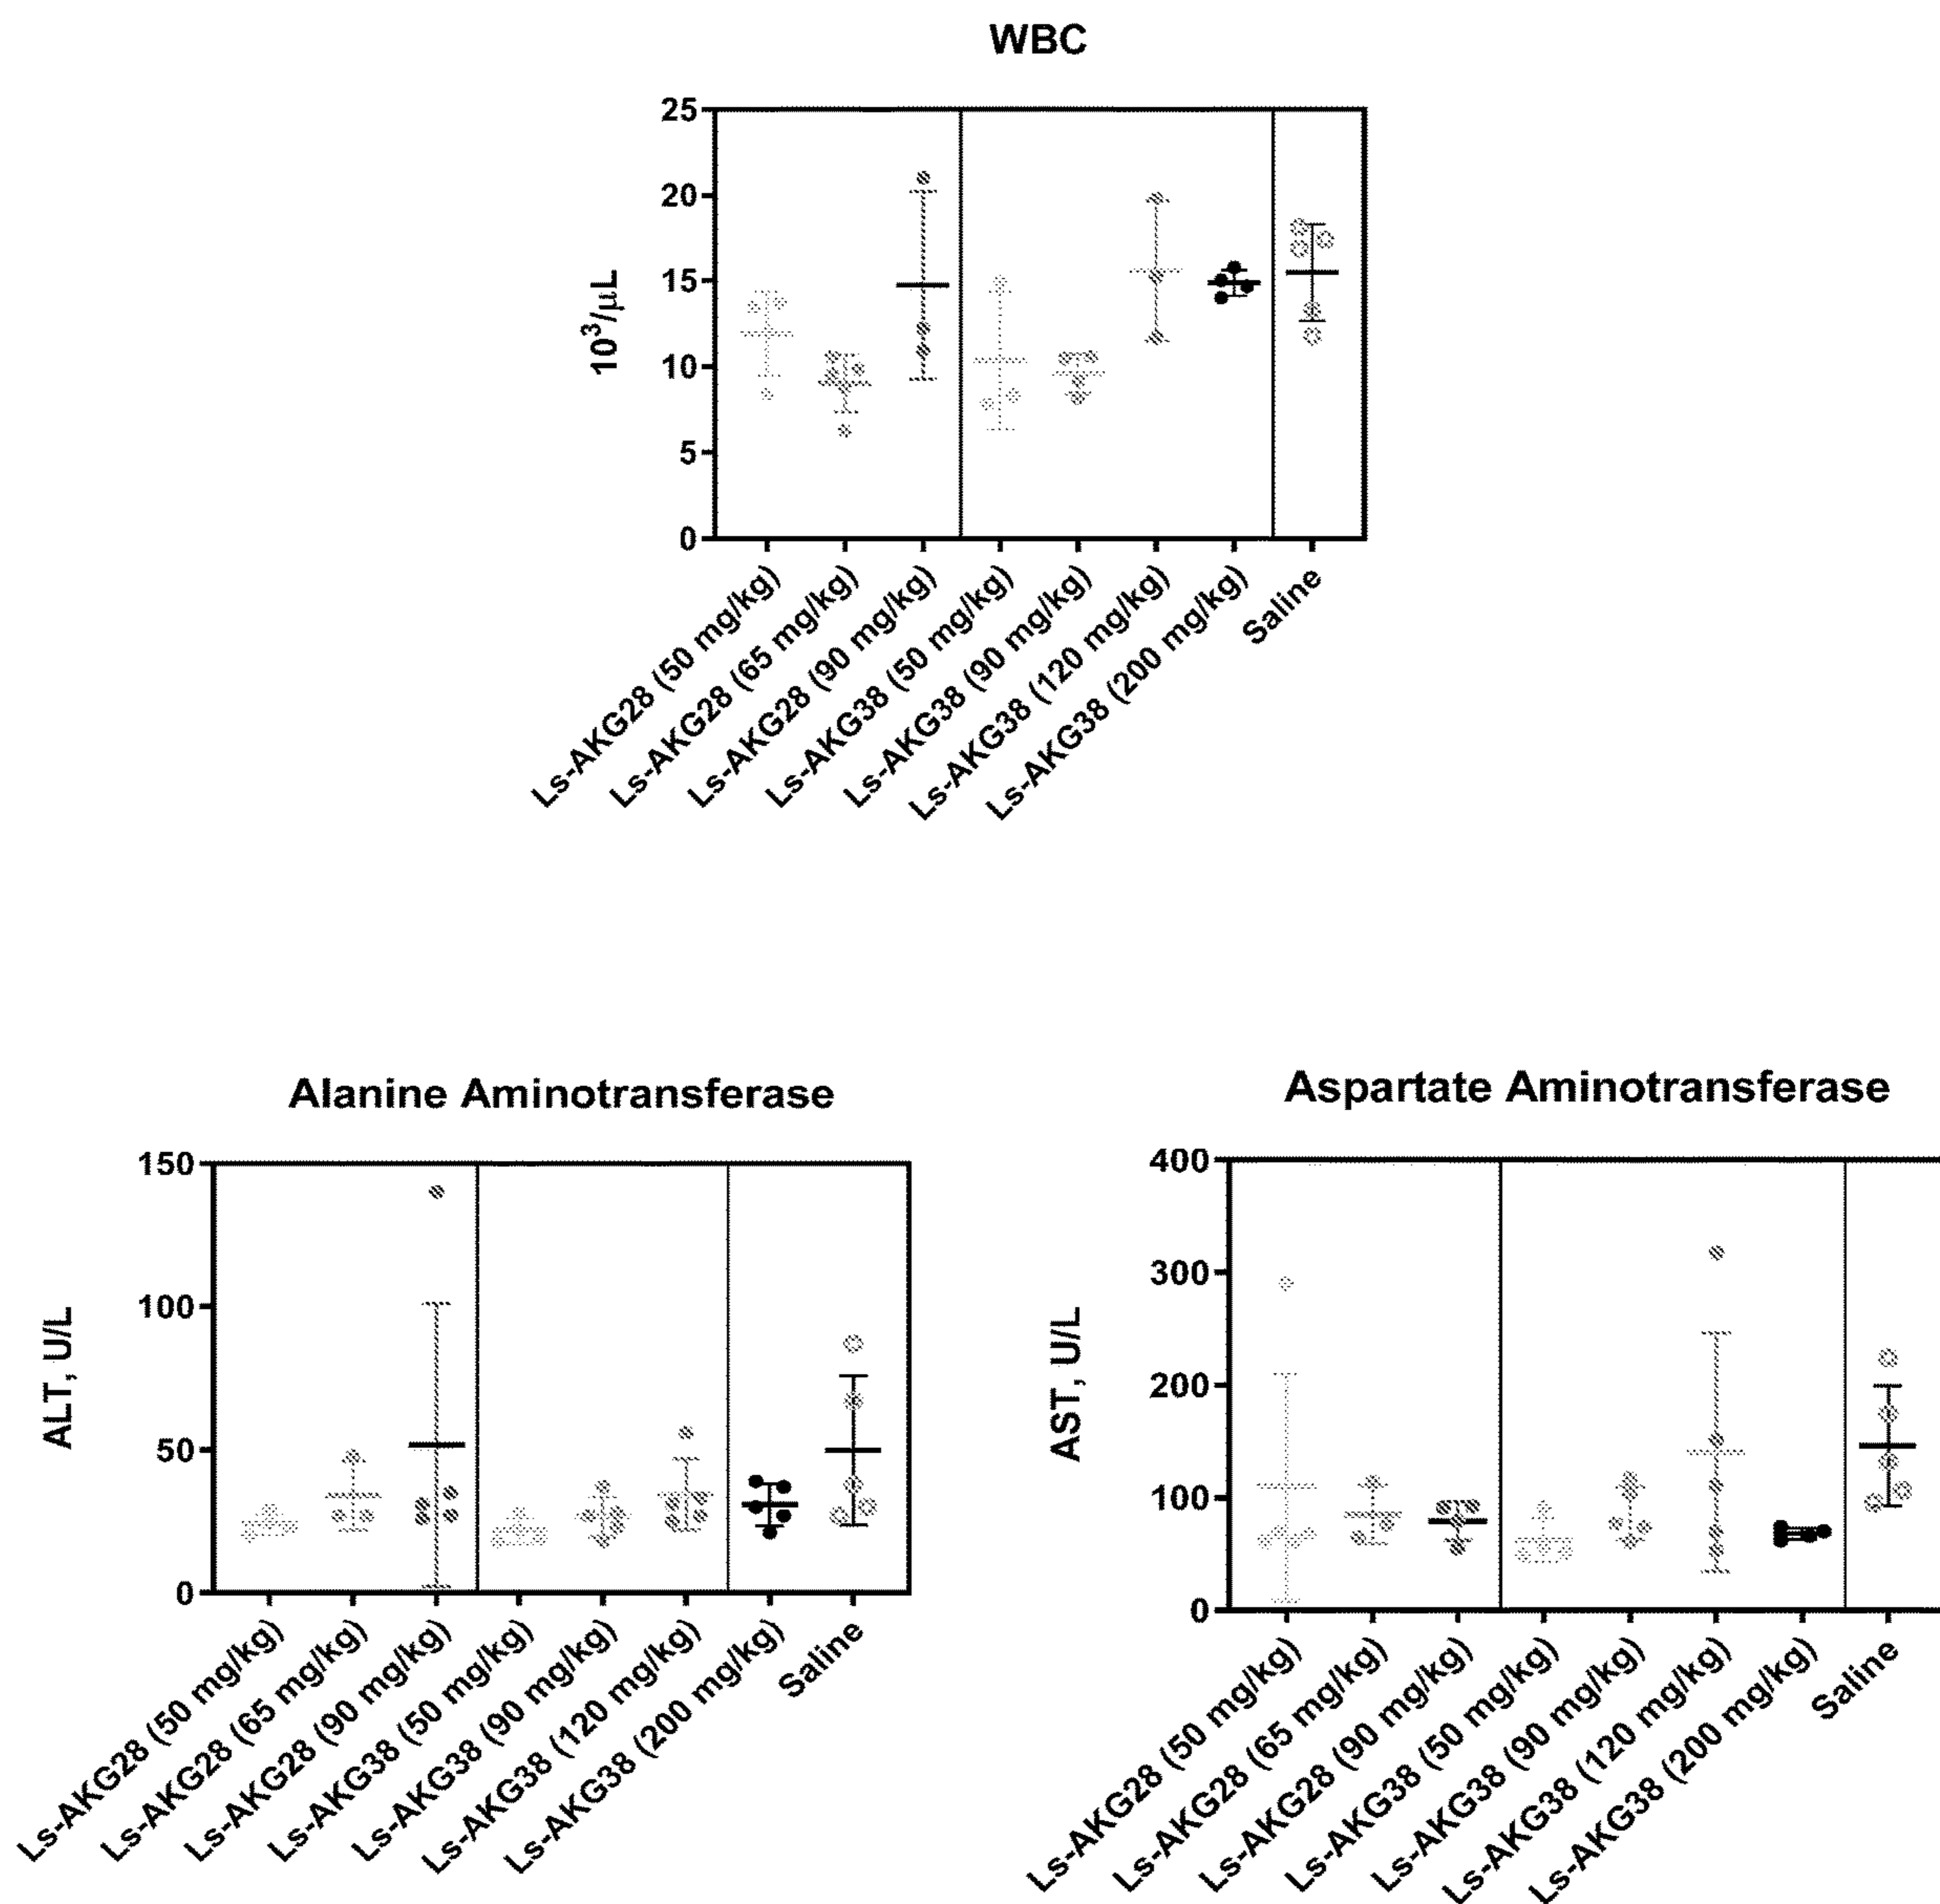 WBC
25
20
15
10
5
0
10³/μL
Ls-AKG28 (50 mg/kg)
Ls-AKG28 (65 mg/kg)
Ls-AKG28 (90 mg/kg)
Ls-AKG38 (50 mg/kg)
Ls-AKG38 (90 mg/kg)
Ls-AKG38 (120 mg/kg)
Ls-AKG38 (200 mg/kg)
Saline
Alanine Aminotransferase
150
100
50
0
ALT, U/L
Ls-AKG28 (50 mg/kg)
Ls-AKG28 (65 mg/kg)
Ls-AKG28 (90 mg/kg)
Ls-AKG38 (50 mg/kg)
Ls-AKG38 (90 mg/kg)
Ls-AKG38 (120 mg/kg)
Ls-AKG38 (200 mg/kg)
Saline
Aspartate Aminotransferase
400
300
200
100
0
AST, U/L
Ls-AKG28 (50 mg/kg)
Ls-AKG28 (65 mg/kg)
Ls-AKG28 (90 mg/kg)
Ls-AKG38 (50 mg/kg)
Ls-AKG38 (90 mg/kg)
Ls-AKG38 (120 mg/kg)
Ls-AKG38 (200 mg/kg)
Saline